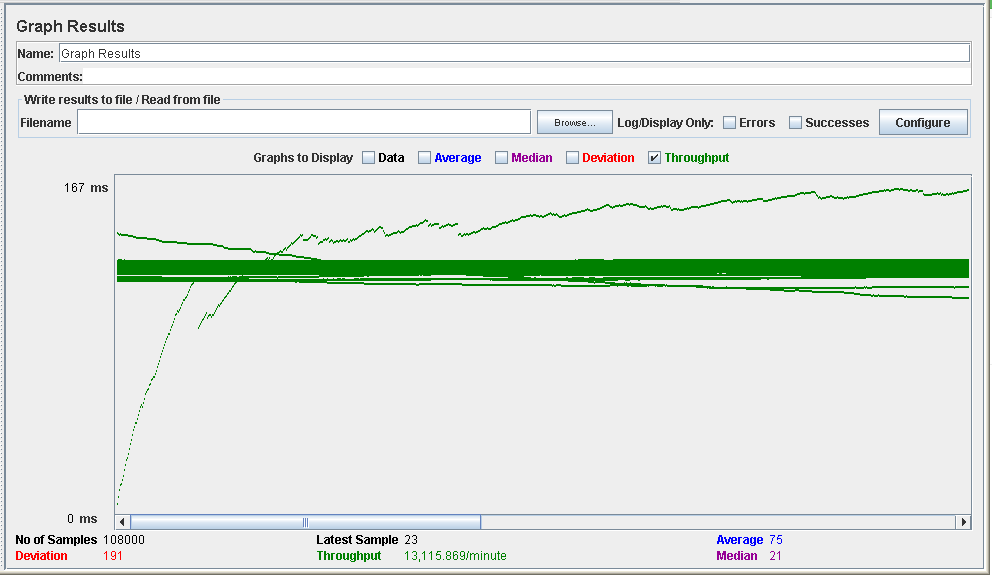 Graph Results
Name: Graph Results
Comments:
Write results to file / Read from file
Filename Browse... Log/Display Only: Errors Successes Configure
Graphs to Display Data Average Median Deviation Throughput
167 ms
0 ms
No of Samples 108000 Latest Sample 23 Average 75
Deviation 191 Throughput 13,115.869/minute Median 21